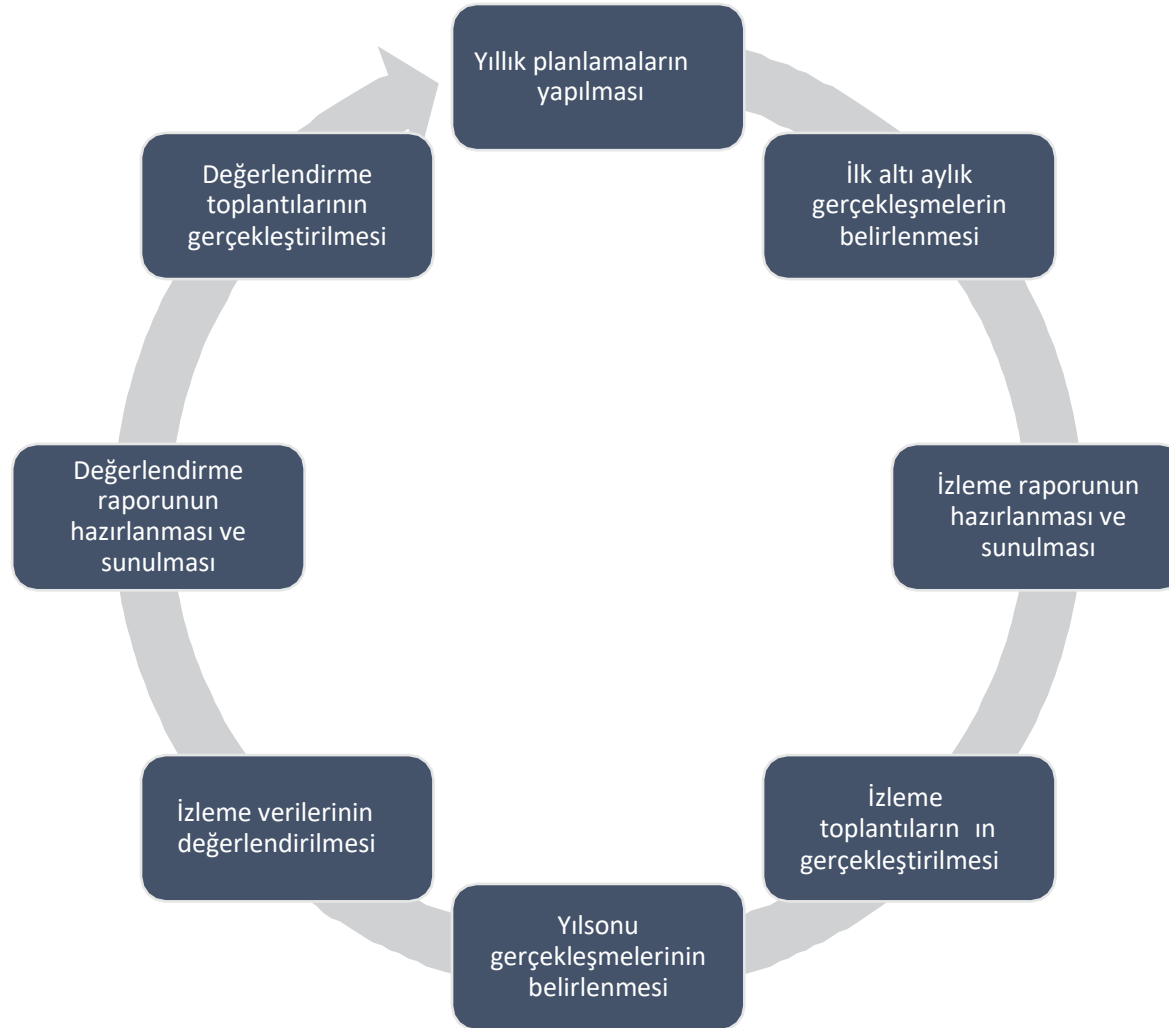 Yıllık planlamaların
yapılması
İlk altı aylık
gerçekleşmelerin
belirlenmesi
İzleme raporunun
hazırlanması ve
sunulması
İzleme
toplantıların ın
gerçekleştirilmesi
Yılsonu
gerçekleşmelerinin
belirlenmesi
İzleme verilerinin
değerlendirilmesi
Değerlendirme
raporunun
hazırlanması ve
sunulması
Değerlendirme
toplantılarının
gerçekleştirilmesi